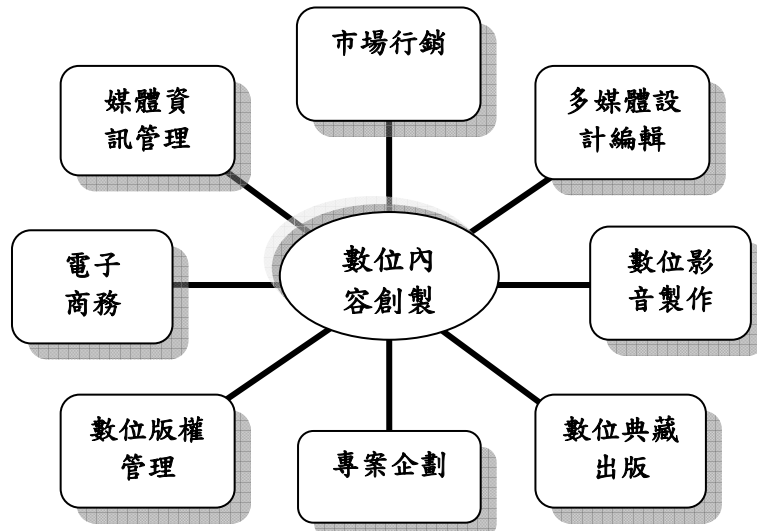 市場行銷
媒體資
訊管理
多媒體設
計編輯
電子
商務
數位內
容創製
數位影
音製作
數位版權
管理
專案企劃
數位典藏
出版